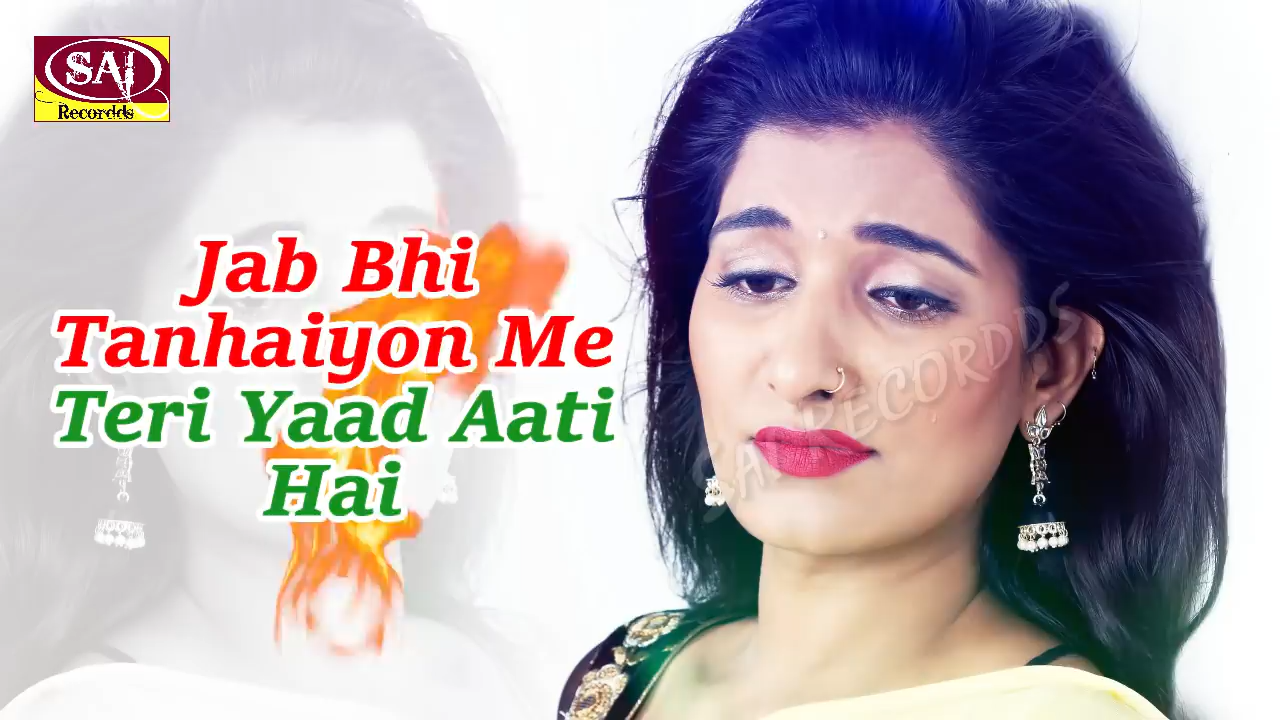 SAI
Recordds
Jab Bhi
Tanhaiyon Me
Teri Yaad Aati
Hai
SAI RECORDDS